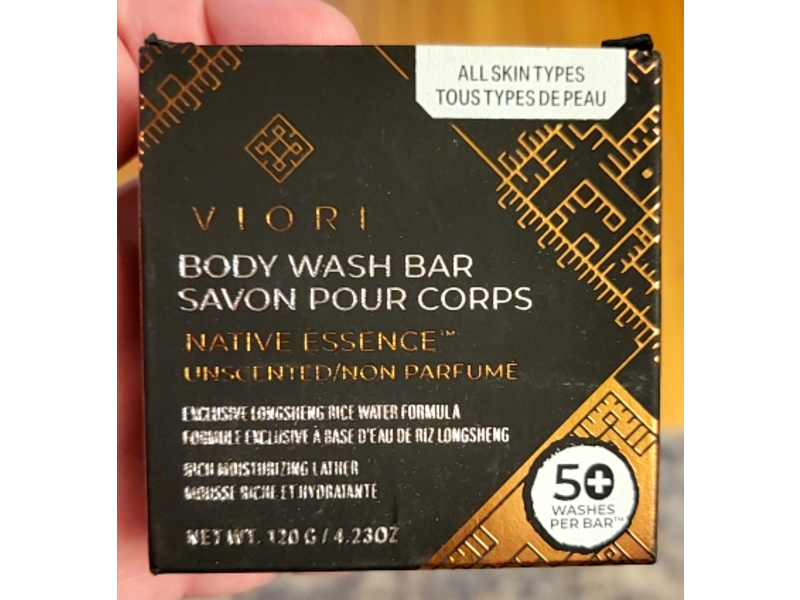 ALL SKIN TYPES
TOUS TYPES DE PEAU
VIORI
BODY WASH BAR
SAVON POUR CORPS
NATIVE ESSENCE™
UNSCENTED/NON PARFUMÉ
EXCLUSIVE LONGSHENG RICE WATER FORMULA
FORMULE EXCLUSIVE À BASE D'EAU DE RIZ LONGSHENG
RICH MOISTURIZING LATHER
MOUSSE RICHE ET HYDRATANTE
NET WT. 120 G / 4.23OZ
50+
WASHES
PER BAR™